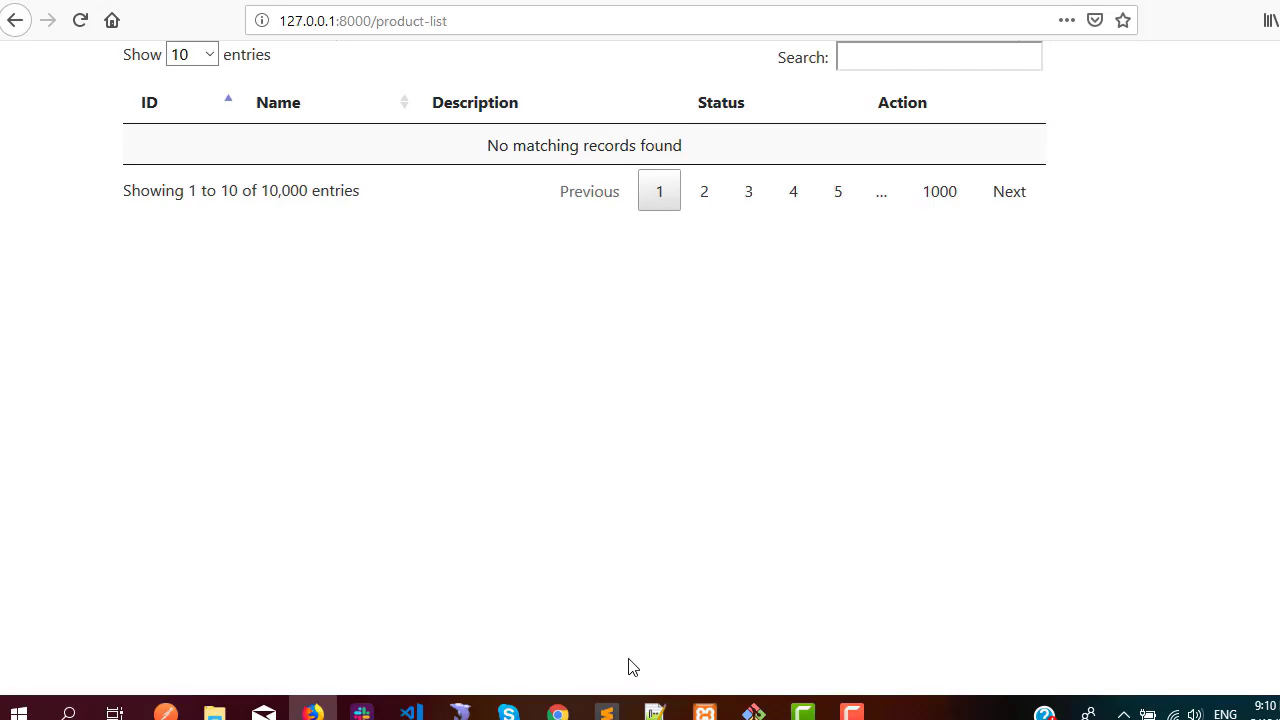 127.0.0.1:8000/product-list
Show 10 entries
Search:
ID Name Description Status Action
No matching records found
Showing 1 to 10 of 10,000 entries
Previous 1 2 3 4 5 ... 1000 Next
ENG
9:10